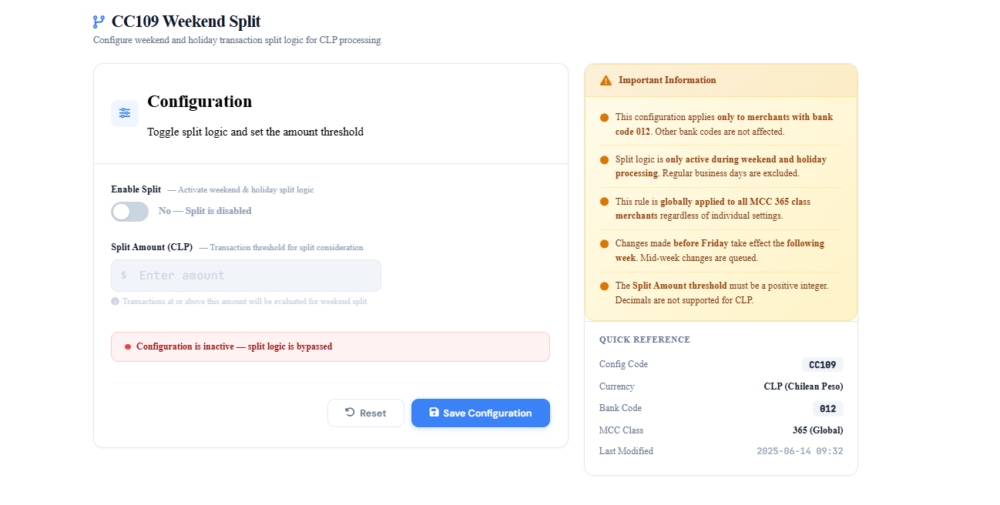 CC109 Weekend Split
Configure weekend and holiday transaction split logic for CLP processing
Configuration
Toggle split logic and set the amount threshold
Enable Split — Activate weekend & holiday split logic
No — Split is disabled
Split Amount (CLP) — Transaction threshold for split consideration
$ Enter amount
Transactions at or above this amount will be evaluated for weekend split
Configuration is inactive — split logic is bypassed
Reset Save Configuration
Important Information
This configuration applies only to merchants with bank
code 012. Other bank codes are not affected.
Split logic is only active during weekend and holiday
processing. Regular business days are excluded.
This rule is globally applied to all MCC 365 class
merchants regardless of individual settings.
Changes made before Friday take effect the following
week. Mid-week changes are queued.
The Split Amount threshold must be a positive integer.
Decimals are not supported for CLP.
QUICK REFERENCE
Config Code CC109
Currency CLP (Chilean Peso)
Bank Code 012
MCC Class 365 (Global)
Last Modified 2025-06-14 09:32